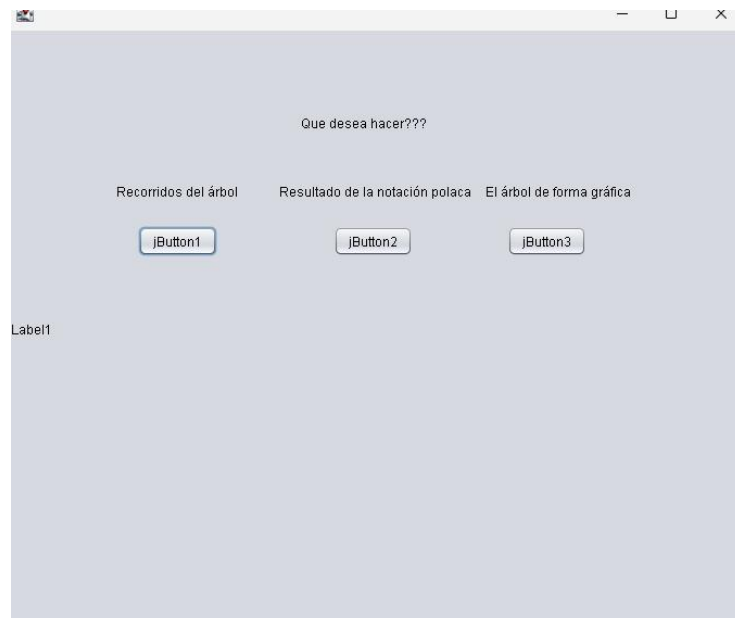 Que desea hacer???
Recorridos del árbol Resultado de la notación polaca El árbol de forma gráfica
jButton1 jButton2 jButton3
Label1